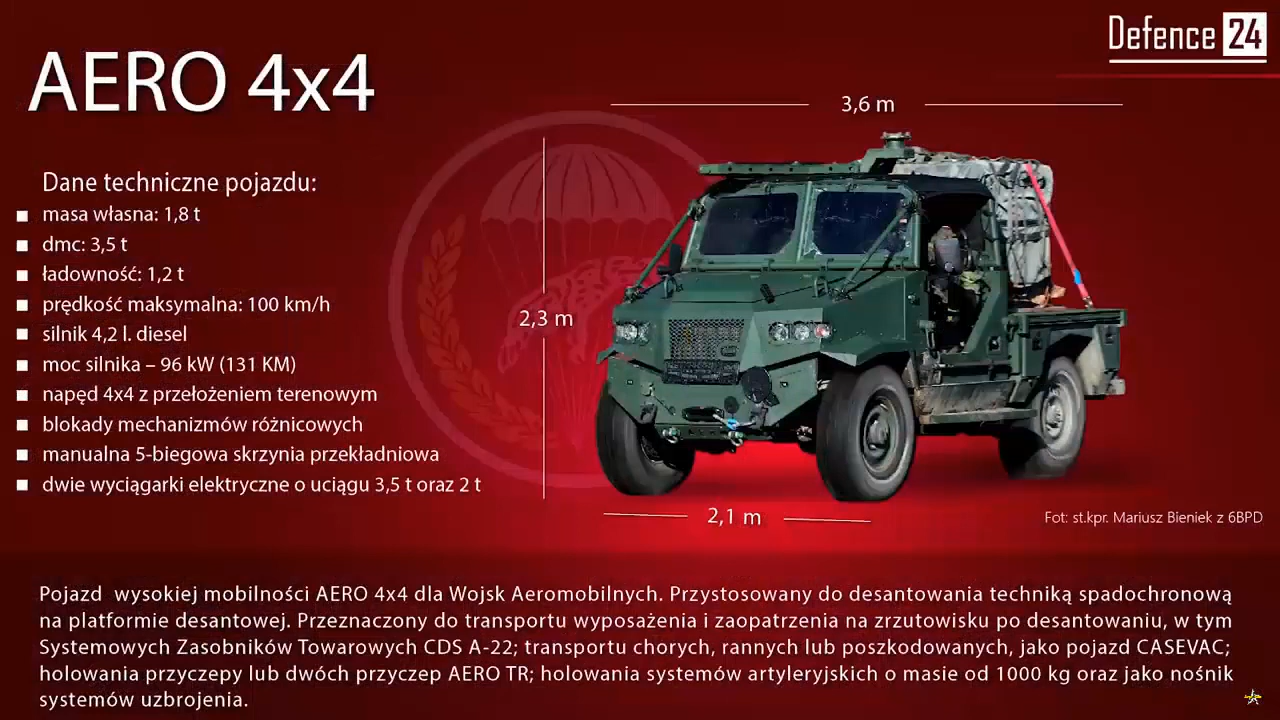 Defence 24
AERO 4x4
3,6 m
Dane techniczne pojazdu:
masa własna: 1,8 t
dmc: 3,5 t
ładowność: 1,2 t
prędkość maksymalna: 100 km/h
2,3 m
silnik 4,2 l. diesel
moc silnika – 96 kW (131 KM)
napęd 4x4 z przełożeniem terenowym
blokady mechanizmów różnicowych
manualna 5-biegowa skrzynia przekładniowa
dwie wyciągarki elektryczne o uciągu 3,5 t oraz 2 t
2,1 m
Fot: st.kpr. Mariusz Bieniek z 6BPD
Pojazd wysokiej mobilności AERO 4x4 dla Wojsk Aeromobilnych. Przystosowany do desantowania techniką spadochronową
na platformie desantowej. Przeznaczony do transportu wyposażenia i zaopatrzenia na zrzutowisku po desantowaniu, w tym
Systemowych Zasobników Towarowych CDS A-22; transportu chorych, rannych lub poszkodowanych, jako pojazd CASEVAC;
holowania przyczepy lub dwóch przyczep AERO TR; holowania systemów artyleryjskich o masie od 1000 kg oraz jako nośnik
systemów uzbrojenia.